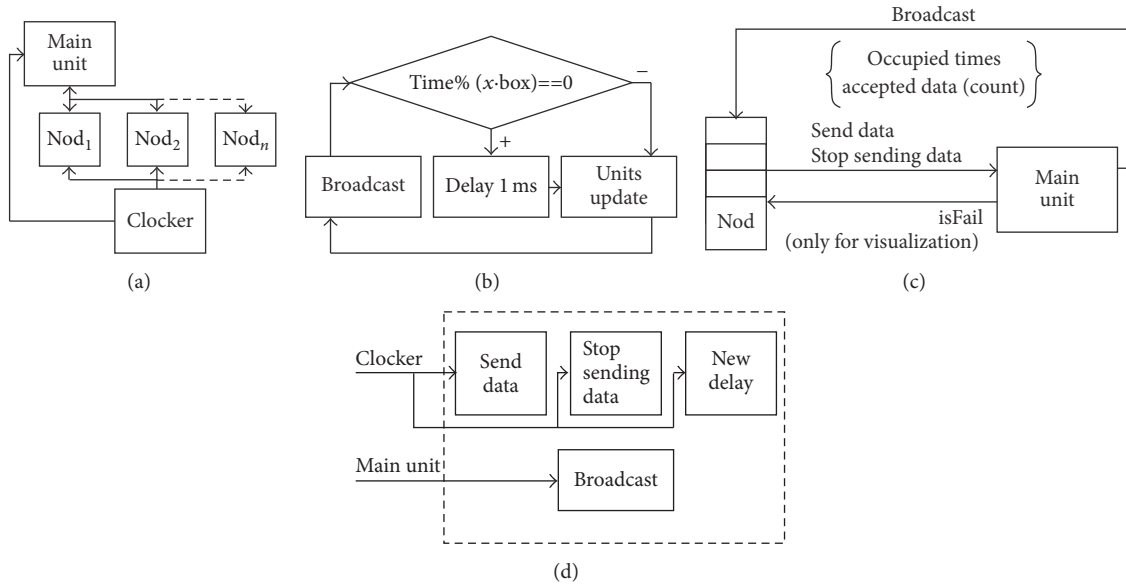 Main
unit
Nod1
Nod2
Nodn
Clocker
(a)
Time% (x·box)==0
−
+
Broadcast
Delay 1 ms
Units
update
(b)
Broadcast
Occupied times
accepted data (count)
Send data
Stop sending data
Main
unit
Nod
isFail
(only for visualization)
(c)
Clocker
Send
data
Stop
sending
data
New
delay
Main unit
Broadcast
(d)